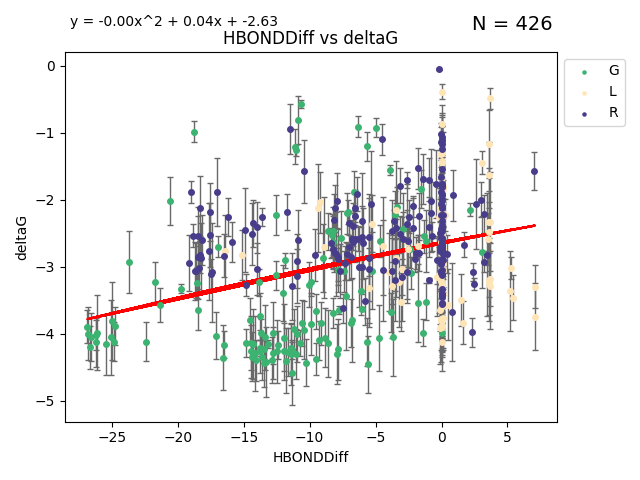 y = -0.00x^2 + 0.04x + -2.63
N = 426
HBONDDiff vs deltaG
G
L
R
deltaG
0
−1
−2
−3
−4
−5
−25
−20
−15
−10
−5
0
5
HBONDDiff